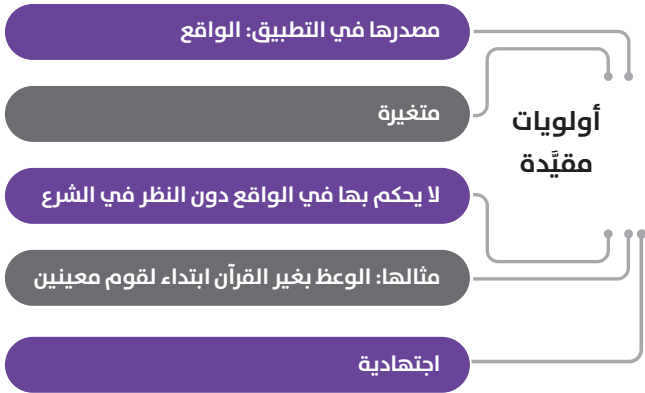 أولويات
مقيَّدة
مصدرها في التطبيق: الواقع
متغيرة
لا يحكم بها في الواقع دون النظر في الشرع
مثالها: الوعظ بغير القرآن ابتداء لقوم معينين
اجتهادية